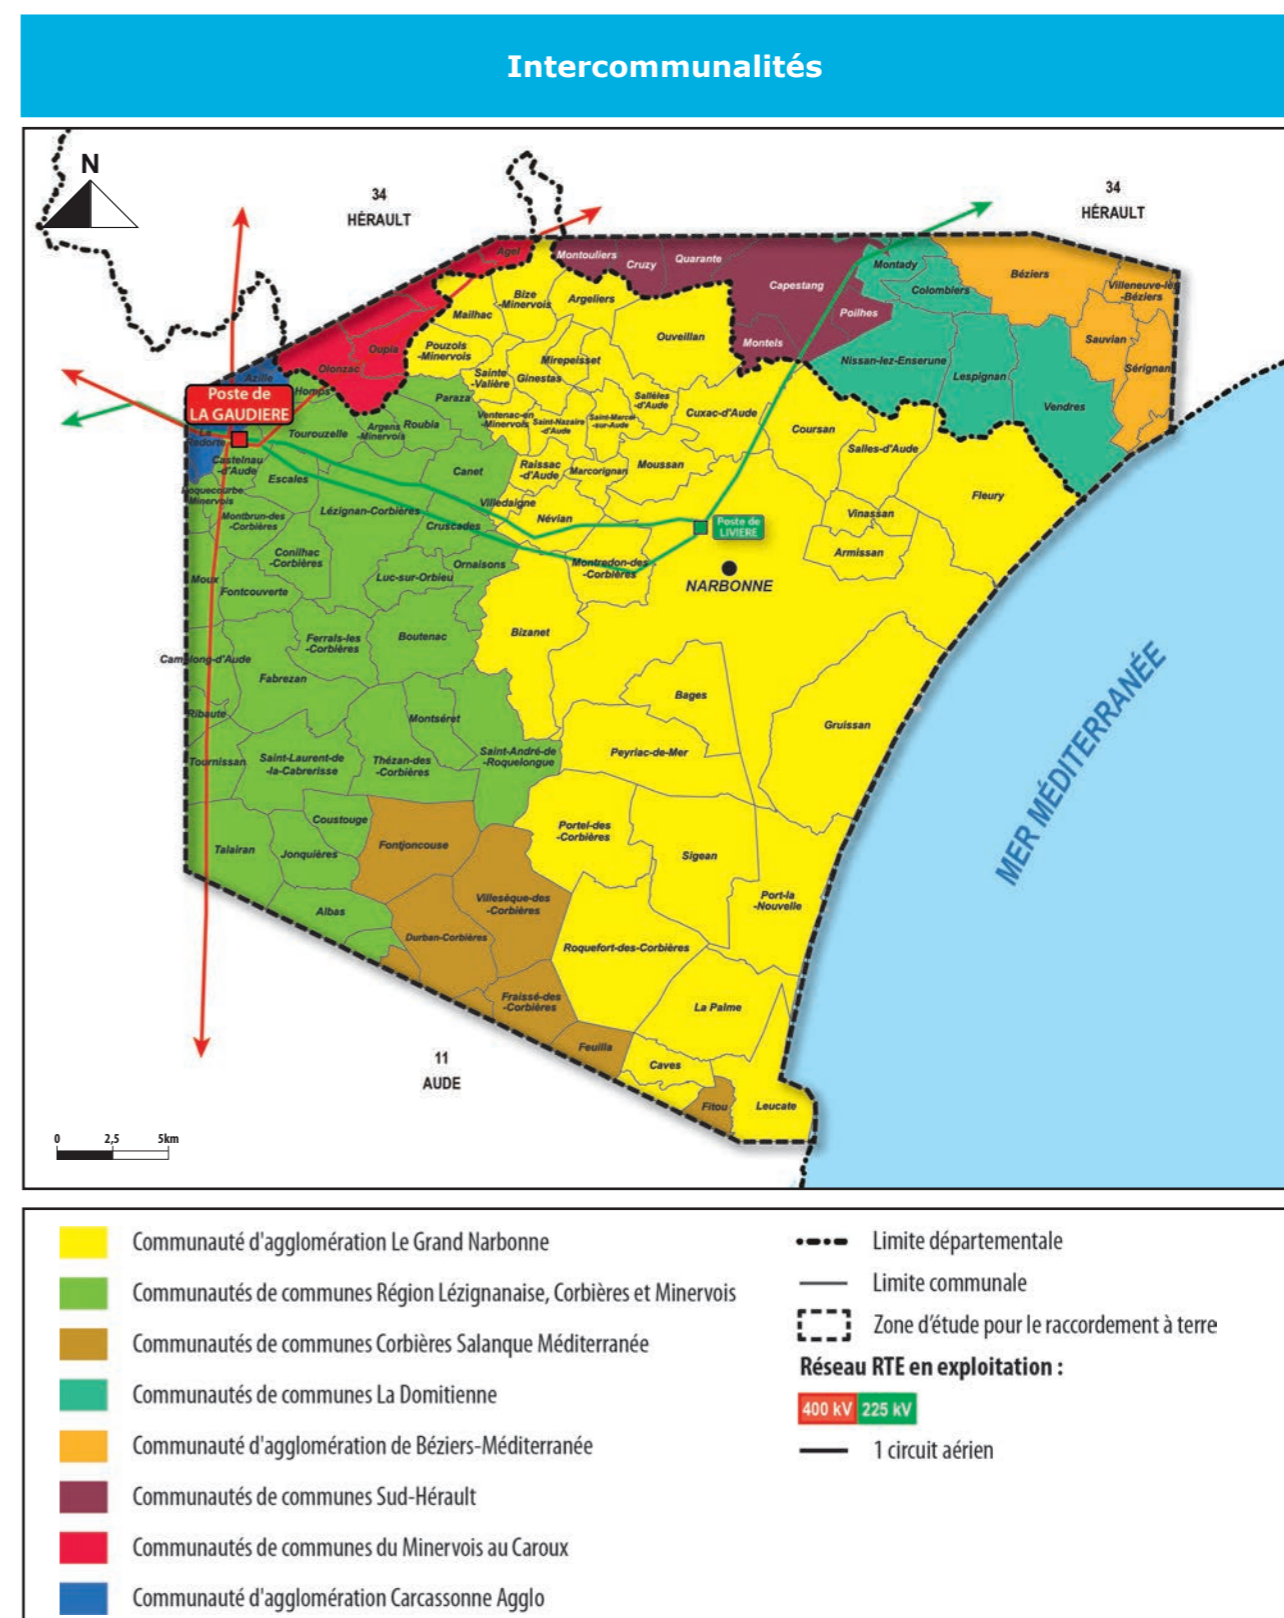 Intercommunalités
N
34
HÉRAULT
34
HÉRAULT
Agel
Montouliers
Cruzy
Quarante
Capestang
Montady
Colombiers
Béziers
Villeneuve-lès
-Béziers
Poilhes
Montels
Sauvian
Sérignan
Nissan-lez-Enserune
Lespignan
Vendres
Bize
-Minervois
Argeliers
Mailhac
Ouveillan
Oupia
Olonzac
Pouzols
-Minervois
Mirepeisset
Sainte
-Valière
Ginestas
Azille
Homps
Poste de
LA GAUDIERE
Paraza
Ventenac-en
-Minervois
Saint-Nazaire
-d'Aude
Saint-Marcel
-sur-Aude
Sallèles
-d'Aude
Cuxac-d'Aude
Coursan
Salles-d'Aude
La
Redorte
Tourouzelle
Argens
-Minervois
Roubia
Castelnau
-d'Aude
Escales
Canet
Raissac
-d'Aude
Marcorignan
Moussan
Fleury
Roquecourbe
-Minervois
Montbrun-des
-Corbières
Lézignan-Corbières
Villedaigne
Névian
Cruscades
Poste de
LIVIERE
Vinassan
Armissan
Conilhac
-Corbières
Ornaisons
Luc-sur-Orbieu
Montredon-des
-Corbières
NARBONNE
Moux
Fontcouverte
Ferrals-les
-Corbières
Boutenac
Bizanet
Camplong-d'Aude
Fabrezan
Bages
Ribaute
Montséret
Gruissan
Tournissan
Saint-Laurent-de
-la-Cabrerisse
Thézan-des
-Corbières
Saint-André-de
-Roquelongue
Peyriac-de-Mer
MER MÉDITERRANÉE
Coustouge
Talairan
Jonquières
Fontjoncouse
Portel-des
-Corbières
Sigean
Albas
Villesèque-des
-Corbières
Port-la
-Nouvelle
Durban-Corbières
Roquefort-des-Corbières
Fraissé-des
-Corbières
La Palme
Feuilla
Caves
Fitou
Leucate
11
AUDE
0 2,5 5km
Communauté d'agglomération Le Grand Narbonne
Communautés de communes Région Lézignanaise, Corbières et Minervois
Communautés de communes Corbières Salanque Méditerranée
Communautés de communes La Domitienne
Communauté d'agglomération de Béziers-Méditerranée
Communautés de communes Sud-Hérault
Communautés de communes du Minervois au Caroux
Communauté d'agglomération Carcassonne Agglo
Limite départementale
Limite communale
Zone d'étude pour le raccordement à terre
Réseau RTE en exploitation :
400 kV 225 kV
1 circuit aérien